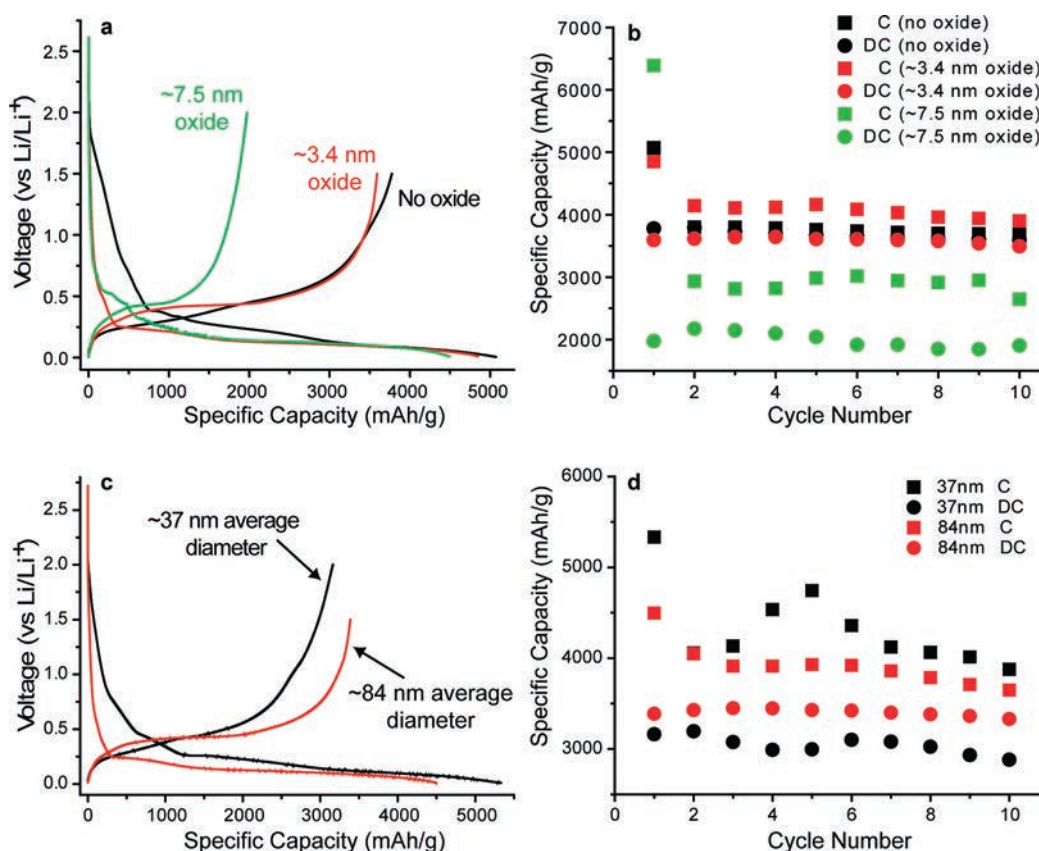 a
Voltage (vs Li/Li+)
2.5
2.0
1.5
1.0
0.5
0.0
~7.5 nm
oxide
~3.4 nm
oxide
No oxide
0 1000 2000 3000 4000 5000
Specific Capacity (mAh/g)
b
Specific Capacity (mAh/g)
7000
6000
5000
4000
3000
2000
C (no oxide)
DC (no oxide)
C (~3.4 nm oxide)
DC (~3.4 nm oxide)
C (~7.5 nm oxide)
DC (~7.5 nm oxide)
0 2 4 6 8 10
Cycle Number
c
Voltage (vs Li/Li+)
2.5
2.0
1.5
1.0
0.5
0.0
~37 nm average
diameter
~84 nm average
diameter
0 1000 2000 3000 4000 5000
Specific Capacity (mAh/g)
d
Specific Capacity (mAh/g)
6000
5000
4000
3000
37nm C
37nm DC
84nm C
84nm DC
0 2 4 6 8 10
Cycle Number